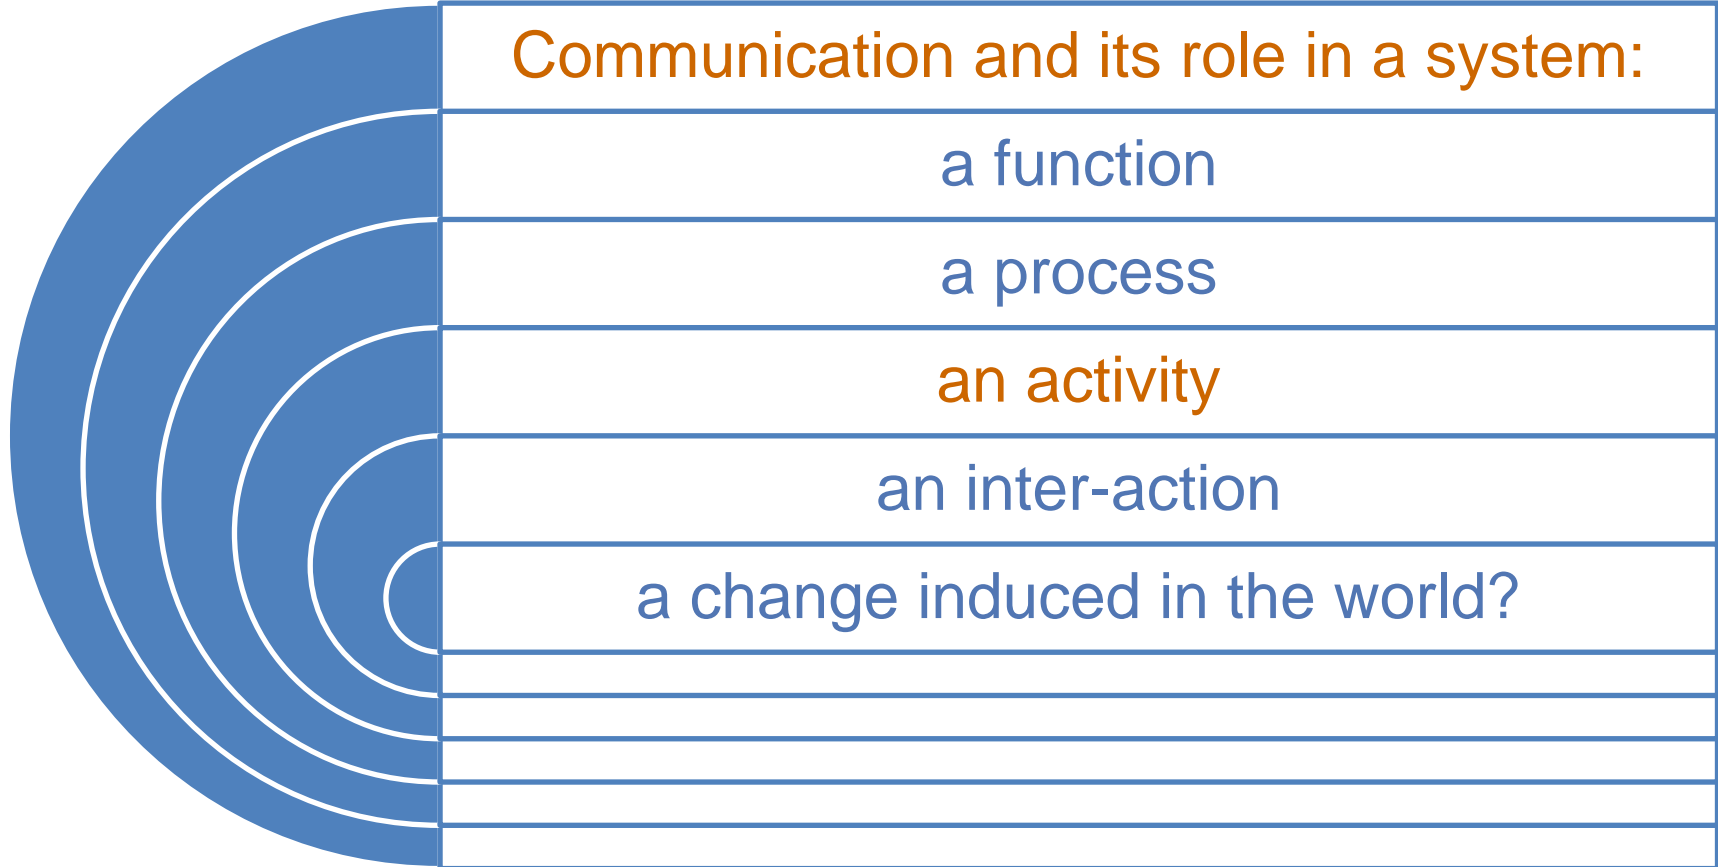 Communication and its role in a system:
a function
a process
an activity
an inter-action
a change induced in the world?